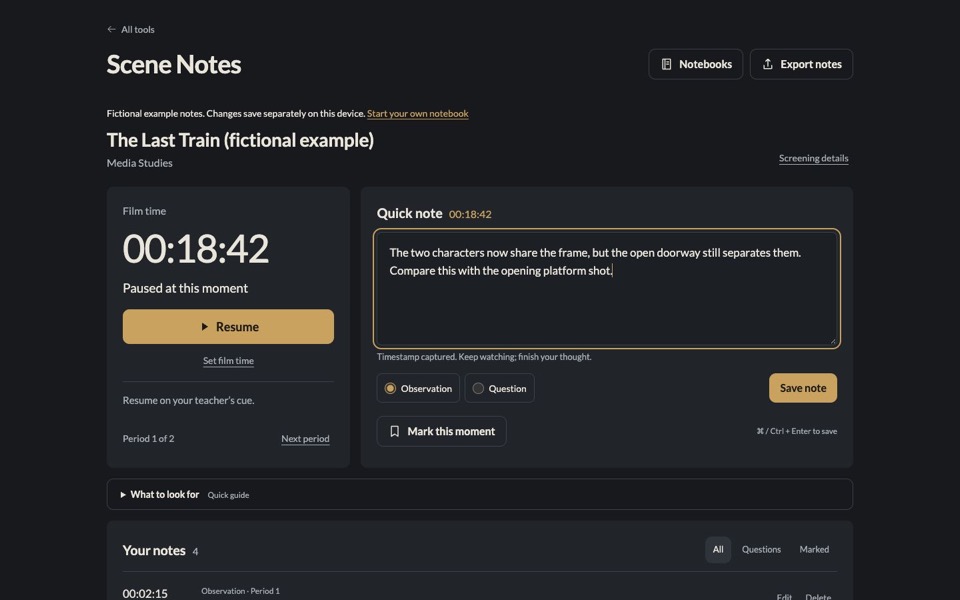 ← All tools
Scene Notes
Notebooks
Export notes
Fictional example notes. Changes save separately on this device. Start your own notebook
The Last Train (fictional example)
Media Studies
Screening details
Film time
00:18:42
Paused at this moment
Resume
Set film time
Resume on your teacher's cue.
Period 1 of 2
Next period
Quick note 00:18:42
The two characters now share the frame, but the open doorway still separates them.
Compare this with the opening platform shot.
Timestamp captured. Keep watching; finish your thought.
Observation
Question
Save note
Mark this moment
⌘ / Ctrl + Enter to save
What to look for Quick guide
Your notes 4
All
Questions
Marked
00:02:15
Observation · Period 1
Edit
Delete